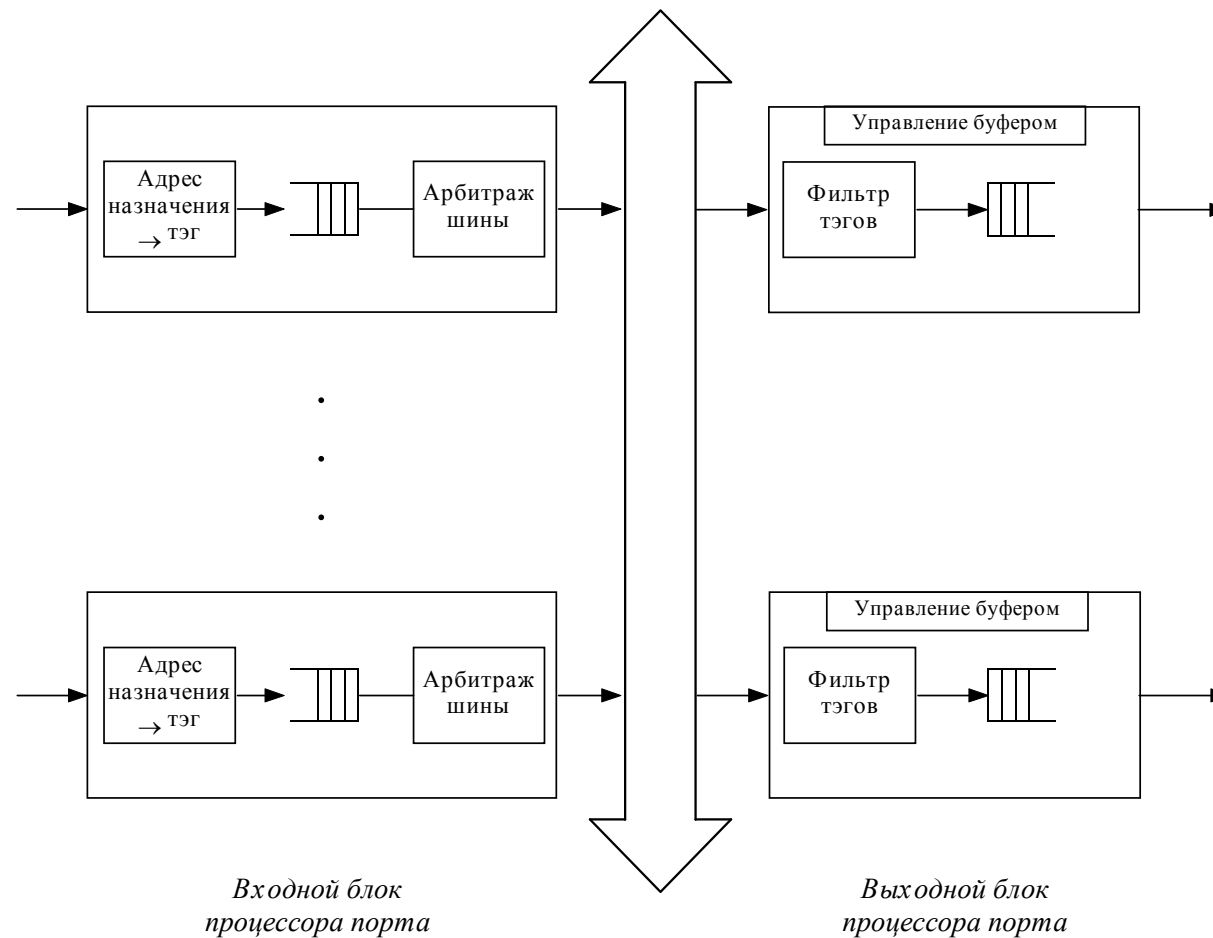 Управление буфером
Адрес
назначения
→ тэг
Арбитраж
шины
Фильтр
тэгов
Управление буфером
Адрес
назначения
→ тэг
Арбитраж
шины
Фильтр
тэгов
Входной блок
процессора порта
Выходной блок
процессора порта